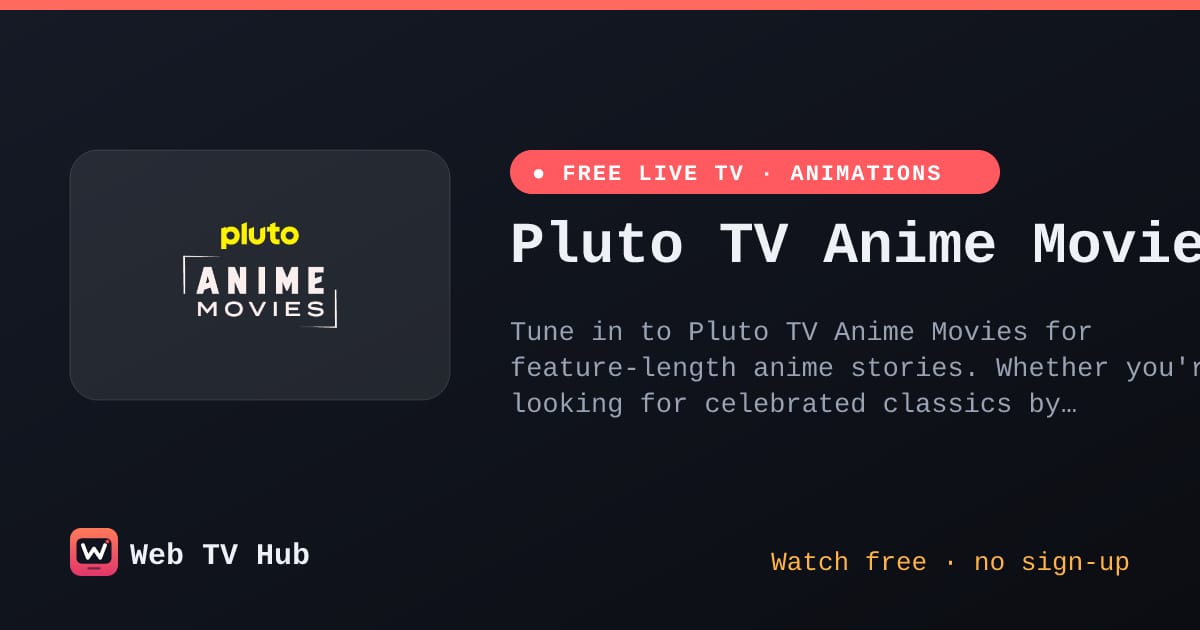 pluto
ANIME
MOVIES
● FREE LIVE TV · ANIMATIONS
Pluto TV Anime Movie
Tune in to Pluto TV Anime Movies for
feature-length anime stories. Whether you'r
looking for celebrated classics by…
Web TV Hub
Watch free · no sign-up